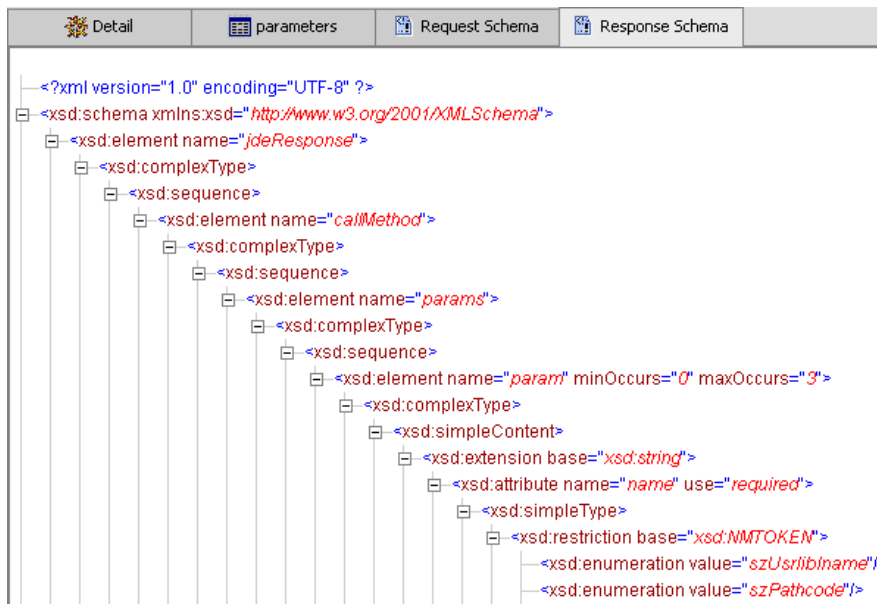 Detail parameters Request Schema Response Schema
<?xml version="1.0" encoding="UTF-8" ?>
<xsd:schema xmlns:xsd="http://www.w3.org/2001/XMLSchema">
<xsd:element name="jdeResponse">
<xsd:complexType>
<xsd:sequence>
<xsd:element name="callMethod">
<xsd:complexType>
<xsd:sequence>
<xsd:element name="params">
<xsd:complexType>
<xsd:sequence>
<xsd:element name="param" minOccurs="0" maxOccurs="3">
<xsd:complexType>
<xsd:simpleContent>
<xsd:extension base="xsd:string">
<xsd:attribute name="name" use="required">
<xsd:simpleType>
<xsd:restriction base="xsd:NMTOKEN">
<xsd:enumeration value="szUsrliblname"/
<xsd:enumeration value="szPathcode"/>